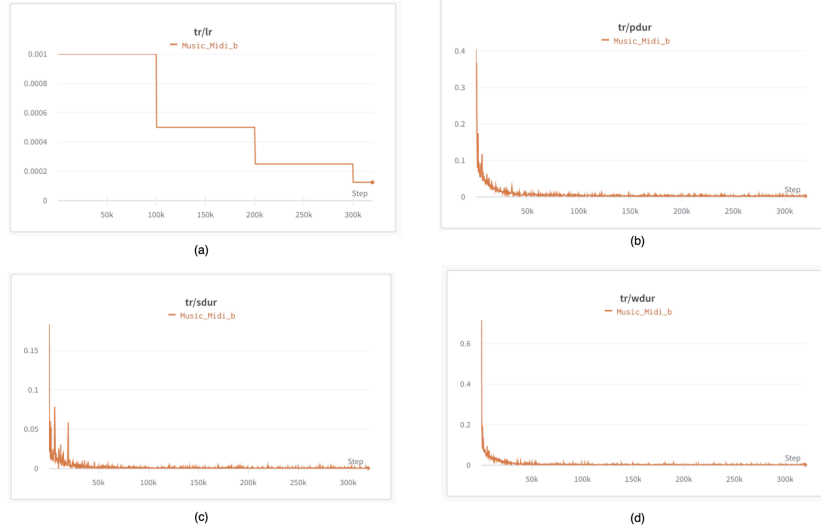 tr/lr
Music_Midi_b
0.001
0.0008
0.0006
0.0004
0.0002
0
Step
50k 100k 150k 200k 250k 300k
(a)
tr/pdur
Music_Midi_b
0.4
0.3
0.2
0.1
0
Step
50k 100k 150k 200k 250k 300k
(b)
tr/sdur
Music_Midi_b
0.15
0.1
0.05
0
Step
50k 100k 150k 200k 250k 300k
(c)
tr/wdur
Music_Midi_b
0.6
0.4
0.2
0
Step
50k 100k 150k 200k 250k 300k
(d)